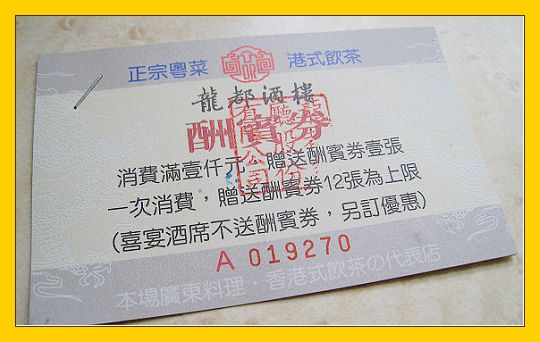 正宗粵菜 港式飲茶
龍都酒樓
酬賓券
消費滿壹仟元，贈送酬賓券壹張
一次消費，贈送酬賓券12張為上限
(喜宴酒席不送酬賓券，另訂優惠)
A 019270
本場廣東料理・香港式飲茶の代表店